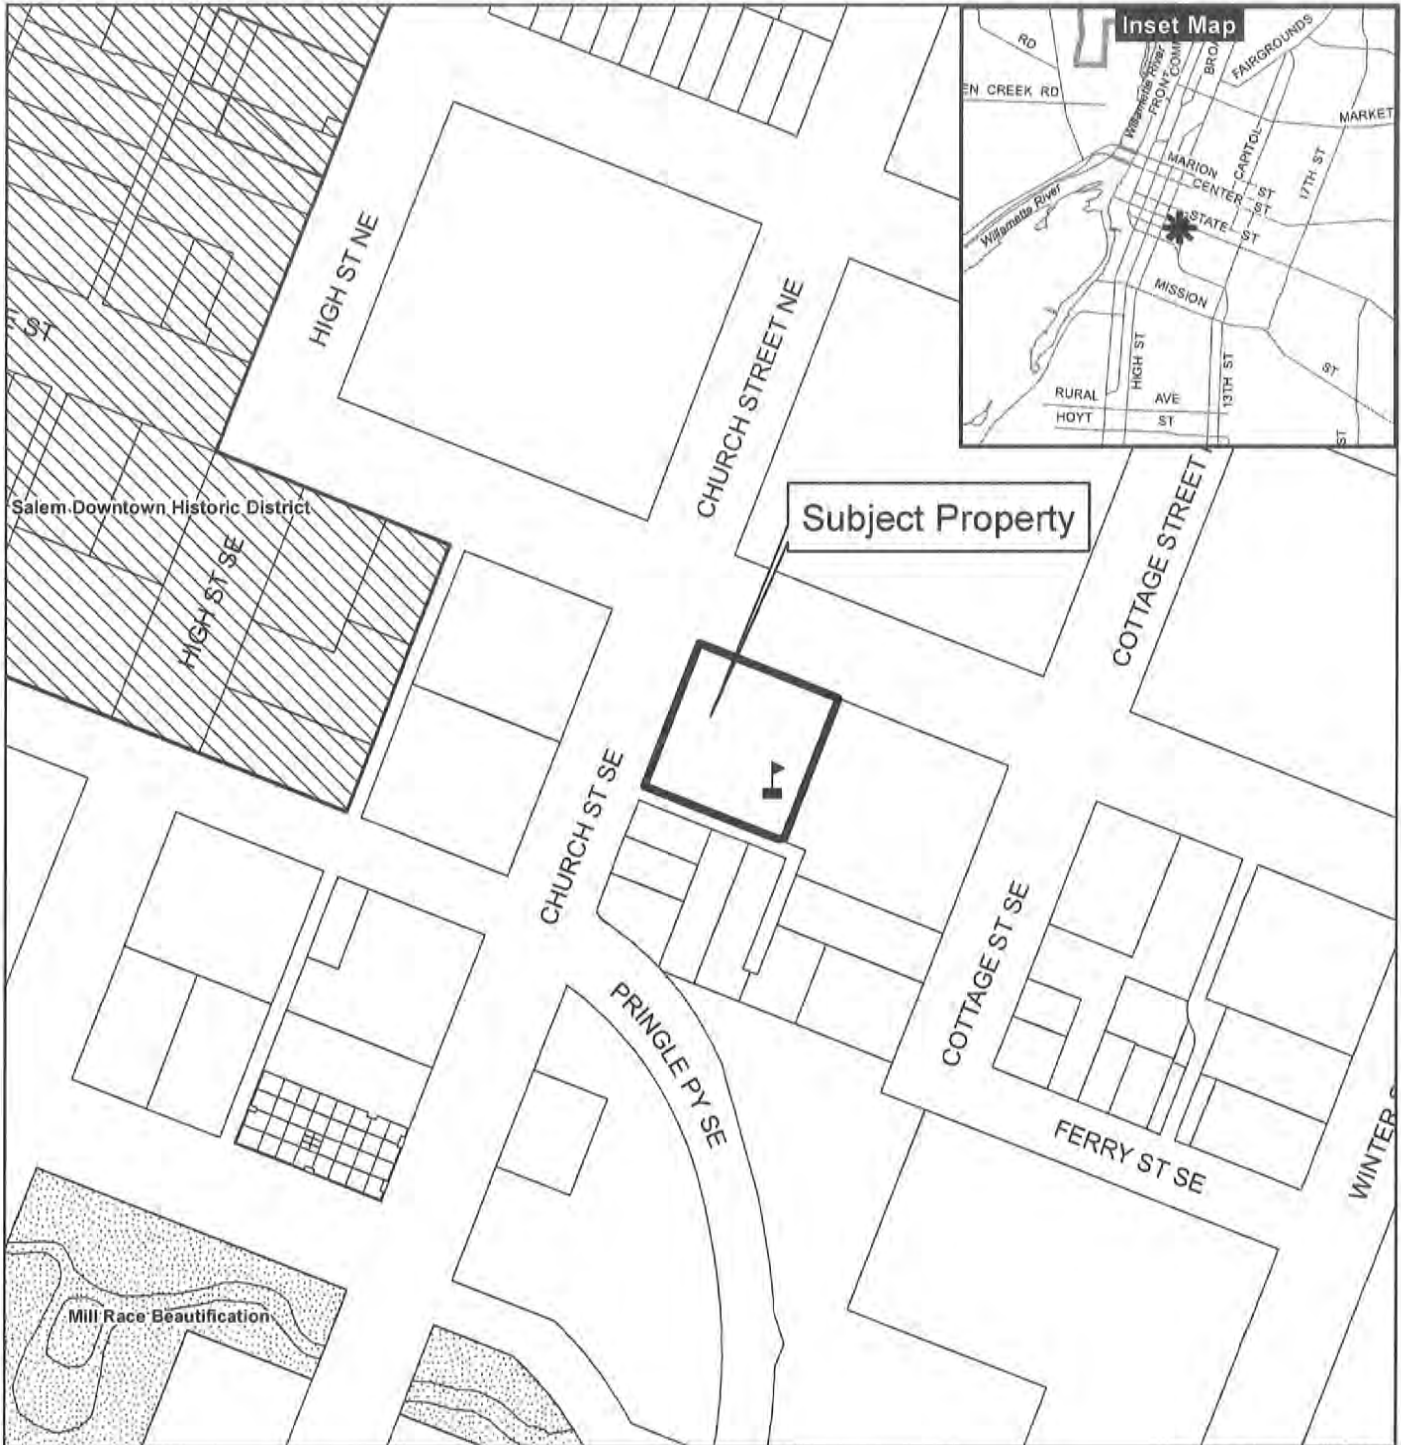 Inset Map
RD
EN CREEK RD
Willamette River
FRONT
COMM
BROA
FAIRGROUNDS
MARKET
CAPITOL
17TH ST
MARION
ST
CENTER ST
STATE ST
Willamette River
MISSION
ST
HIGH ST
13TH ST
RURAL AVE
HOYT ST
ST
HIGH ST NE
CHURCH STREET NE
E ST
COTTAGE STREET
Salem Downtown Historic District
Subject Property
HIGH ST SE
CHURCH ST SE
COTTAGE ST SE
PRINGLE PY SE
FERRY ST SE
WINTER S
Mill Race Beautification